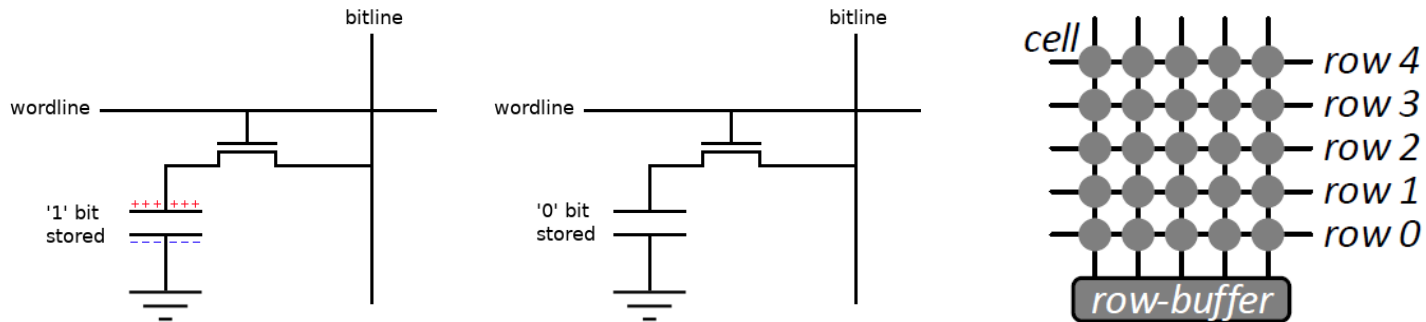 bitline
wordline
'1' bit
stored
+++ +++
bitline
wordline
'0' bit
stored
cell
row 4
row 3
row 2
row 1
row 0
row-buffer